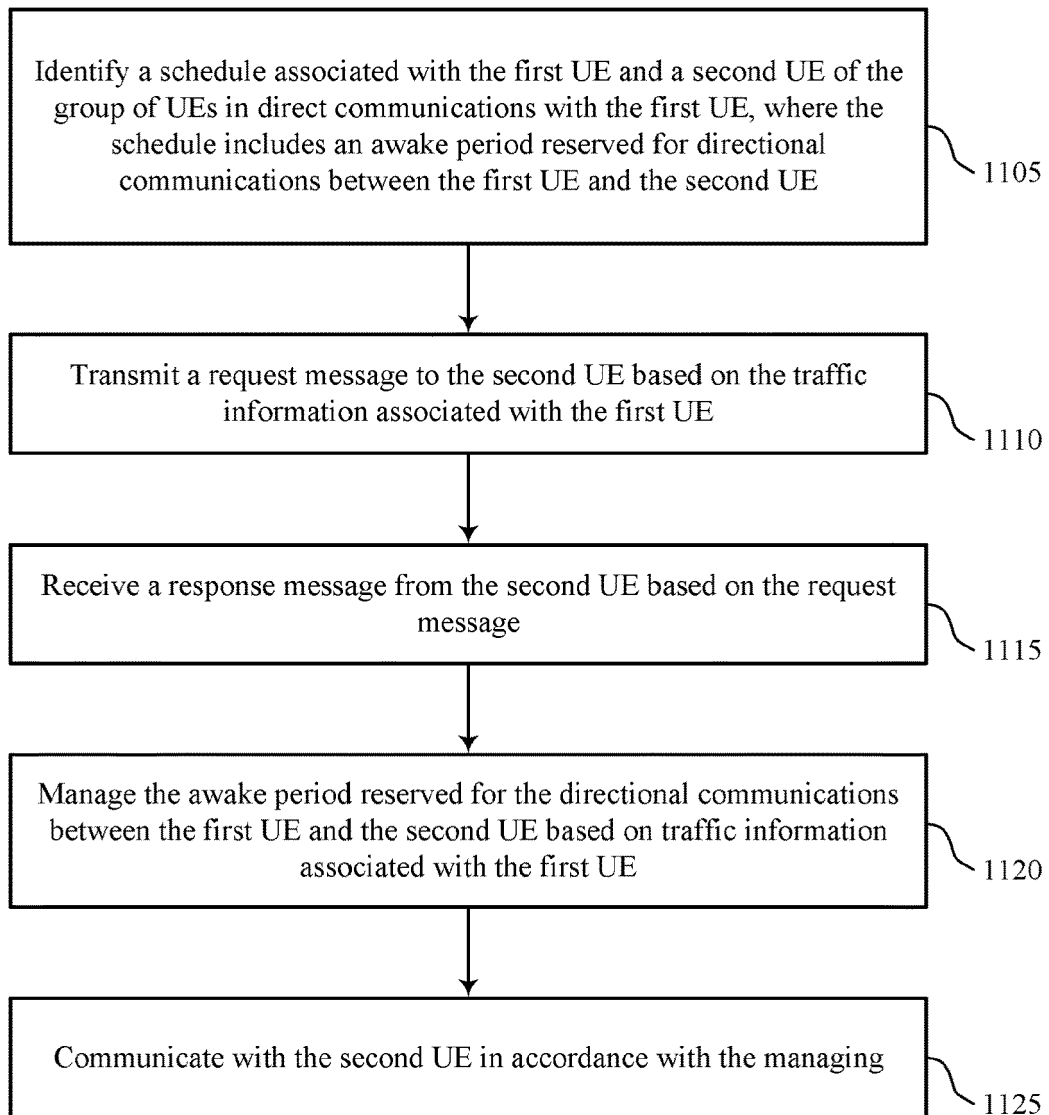 Identify a schedule associated with the first UE and a second UE of the
group of UEs in direct communications with the first UE, where the
schedule includes an awake period reserved for directional
communications between the first UE and the second UE
1105
Transmit a request message to the second UE based on the traffic
information associated with the first UE
1110
Receive a response message from the second UE based on the request
message
1115
Manage the awake period reserved for the directional communications
between the first UE and the second UE based on traffic information
associated with the first UE
1120
Communicate with the second UE in accordance with the managing
1125